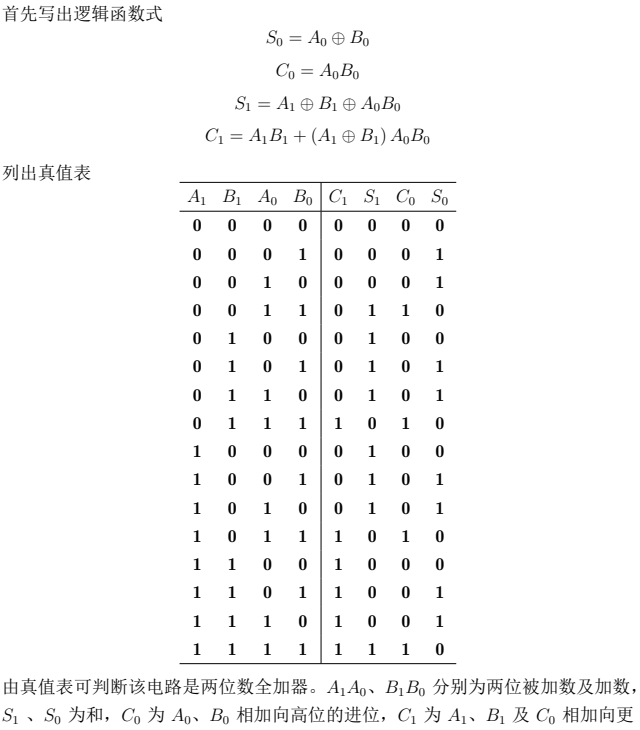 首先写出逻辑函数式
S₀ = A₀ ⊕ B₀
C₀ = A₀B₀
S₁ = A₁ ⊕ B₁ ⊕ A₀B₀
C₁ = A₁B₁ + (A₁ ⊕ B₁) A₀B₀
列出真值表
A₁ B₁ A₀ B₀ C₁ S₁ C₀ S₀
0 0 0 0 0 0 0 0
0 0 0 1 0 0 0 1
0 0 1 0 0 0 0 1
0 0 1 1 0 1 1 0
0 1 0 0 0 1 0 0
0 1 0 1 0 1 0 1
0 1 1 0 0 1 0 1
0 1 1 1 1 0 1 0
1 0 0 0 0 1 0 0
1 0 0 1 0 1 0 1
1 0 1 0 0 1 0 1
1 0 1 1 1 0 1 0
1 1 0 0 1 0 0 0
1 1 0 1 1 0 0 1
1 1 1 0 1 0 0 1
1 1 1 1 1 1 1 0
由真值表可判断该电路是两位数全加器。A₁A₀、B₁B₀ 分别为两位被加数及加数，
S₁ 、S₀ 为和，C₀ 为 A₀、B₀ 相加向高位的进位，C₁ 为 A₁、B₁ 及 C₀ 相加向更